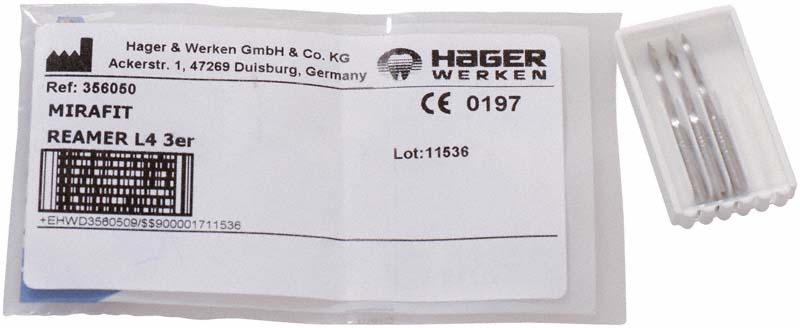 Hager & Werken GmbH & Co. KG
Ackerstr. 1, 47269 Duisburg, Germany
HAGER
WERKEN
Ref: 356050
MIRAFIT
REAMER L4 3er
CE 0197
Lot:11536
+EHWD3560509/$$900001711536